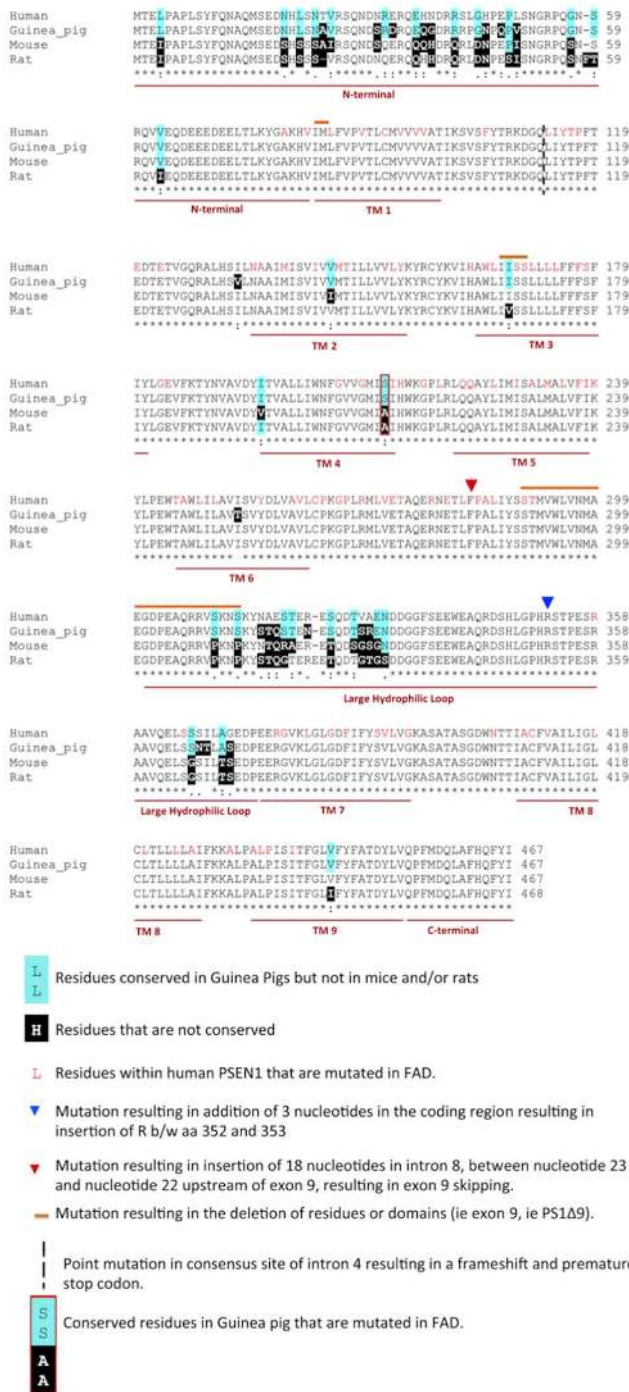 Human MTELPAPLSYFQNAQMSEDNHLSNTVRSQNDNRERQEHNDRRSLGHPEPLSNGRPQGN-S 59
Guinea_pig MTELPAPLSYFQNAQMSEDNHLSNAVRSQNDSRDRQEQGDRRRPGNPQPVSNGRPQGN-S 59
Mouse MTEIPAPLSYFQNAQMSEDSHSSSAIRSQNDSQERQQQHDRQRLDNPEPISNGRPQSN-S 59
Rat MTEIPAPLSYFQNAQMSEDSHSSS-VRSQNDNQERQQHHDRQRLDNPESISNGRPQSNFT 59
N-terminal
Human RQVVEQDEEEDEELTLKYGAKHVIMLFVPVTLCMVVVVATIKSVSFYTRKDGQLIYTPFT 119
Guinea_pig RQVVEQDEEEDEELTLKYGAKHVIMLFVPVTLCMVVVVATIKSVSFYTRKDGQLIYTPFT 119
Mouse RQVVEQDEEEDEELTLKYGAKHVIMLFVPVTLCMVVVVATIKSVSFYTRKDGQLIYTPFT 119
Rat RQVIEQDEEEDEELTLKYGAKHVIMLFVPVTLCMVVVVATIKSVSFYTRKDGQLIYTPFT 119
N-terminal TM 1
Human EDTETVGQRALHSILNAAIMISVIVVMTILLVVLYKYRCYKVIHAWLIISSLLLLFFFSF 179
Guinea_pig EDTETVGQRALHSVLNAAIMISVIVVMTILLVVLYKYRCYKVIHAWLIISSLLLLFFFSF 179
Mouse EDTETVGQRALHSILNAAIMISVIVIMTILLVVLYKYRCYKVIHAWLIISSLLLLFFFSF 179
Rat EDTETVGQRALHSILNAAIMISVIVVMTILLVVLYKYRCYKVIHAWLIVSSLLLLFFFSF 179
TM 2 TM 3
Human IYLGEVFKTYNVAVDYITVALLIWNFGVVGMISIHWKGPLRLQQAYLIMISALMALVFIK 239
Guinea_pig IYLGEVFKTYNVAVDYITVALLIWNFGVVGMISIHWKGPLRLQQAYLIMISALMALVFIK 239
Mouse IYLGEVFKTYNVAVDYVTVALLIWNFGVVGMIAIHWKGPLRLQQAYLIMISALMALVFIK 239
Rat IYLGEVFKTYNVAVDYITVALLIWNFGVVGMIAIHWKGPLRLQQAYLIMISALMALVFIK 239
TM 4 TM 5
Human YLPEWTAWLILAVISVYDLVAVLCPKGPLRMLVETAQERNETLFPALIYSSTMVWLVNMA 299
Guinea_pig YLPEWTAWLILAVTSVYDLVAVLCPKGPLRMLVETAQERNETLFPALIYSSTMVWLVNMA 299
Mouse YLPEWTAWLILAVISVYDLVAVLCPKGPLRMLVETAQERNETLFPALIYSSTMVWLVNMA 299
Rat YLPEWTAWLILAVISVYDLVAVLCPKGPLRMLVETAQERNETLFPALIYSSTMVWLVNMA 299
TM 6
Human EGDPEAQRRVSKNSKYNAESTER-ESQDTVAENDDGGFSEEWEAQRDSHLGPHRSTPESR 358
Guinea_pig EGDPEAQRRVSKNSKYSTQSTEN-ESQDTSRENDDGGFSEEWEAQRDSHLGPHRSTPESR 358
Mouse EGDPEAQRRVPKNPKYNTQRAER-ETQDSGSGNDDGGFSEEWEAQRDSHLGPHRSTPESR 358
Rat EGDPEAQRRVPKNPKYSTQGTEREETQDTGTGSDDGGFSEEWEAQRDSHLGPHRSTPESR 359
Large Hydrophilic Loop
Human AAVQELSSSILAGEDPEERGVKLGLGDFIFYSVLVGKASATASGDWNTTIACFVAILIGL 418
Guinea_pig AAVQELSSNTLASEDPEERGVKLGLGDFIFYSVLVGKASATASGDWNTTIACFVAILIGL 418
Mouse AAVQELSGSILTSEDPEERGVKLGLGDFIFYSVLVGKASATASGDWNTTIACFVAILIGL 418
Rat AAVQELSGSILTSEDPEERGVKLGLGDFIFYSVLVGKASATASGDWNTTIACFVAILIGL 419
Large Hydrophilic Loop TM 7 TM 8
Human CLTLLLLAIFKKALPALPISITFGLVFYFATDYLVQPFMDQLAFHQFYI 467
Guinea_pig CLTLLLLAIFKKALPALPISITFGLVFYFATDYLVQPFMDQLAFHQFYI 467
Mouse CLTLLLLAIFKKALPALPISITFGLVFYFATDYLVQPFMDQLAFHQFYI 467
Rat CLTLLLLAIFKKALPALPISITFGLIFYFATDYLVQPFMDQLAFHQFYI 468
TM 8 TM 9 C-terminal
L
L Residues conserved in Guinea Pigs but not in mice and/or rats
H Residues that are not conserved
L Residues within human PSEN1 that are mutated in FAD.
Mutation resulting in addition of 3 nucleotides in the coding region resulting in
insertion of R b/w aa 352 and 353
Mutation resulting in insertion of 18 nucleotides in intron 8, between nucleotide 23
and nucleotide 22 upstream of exon 9, resulting in exon 9 skipping.
Mutation resulting in the deletion of residues or domains (ie exon 9, ie PS1Δ9).
Point mutation in consensus site of intron 4 resulting in a frameshift and premature
stop codon.
S
S Conserved residues in Guinea pig that are mutated in FAD.
A
A